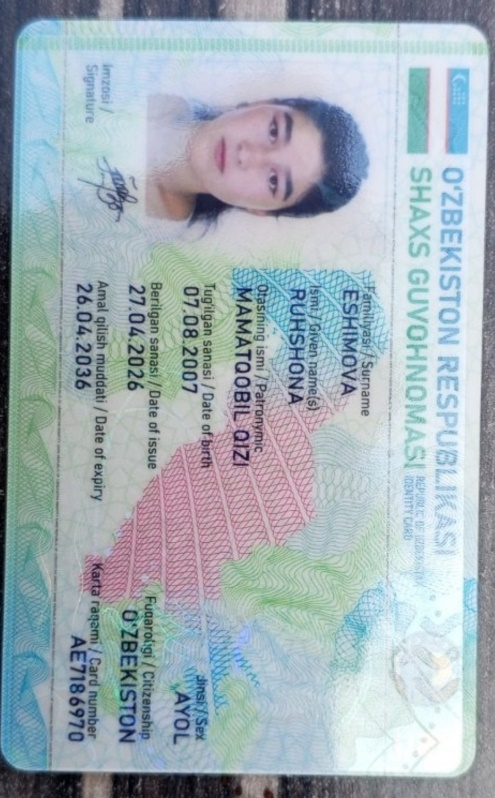 O'ZBEKISTON RESPUBLIKASI
SHAXS GUVOHNOMASI
REPUBLIC OF UZBEKISTAN
IDENTITY CARD
Familiyasi / Surname
ESHIMOVA
Ismi / Given name(s)
RUHSHONA
Otasining ismi / Patronymic
MAMATQOBIL QIZI
Tug'ilgan sanasi / Date of birth
07.08.2007
Jinsi / Sex
AYOL
Berilgan sanasi / Date of issue
27.04.2026
Fuqaroligi / Citizenship
O'ZBEKISTON
Amal qilish muddati / Date of expiry
26.04.2036
Karta raqami / Card number
AE7186970
Imzosi /
Signature